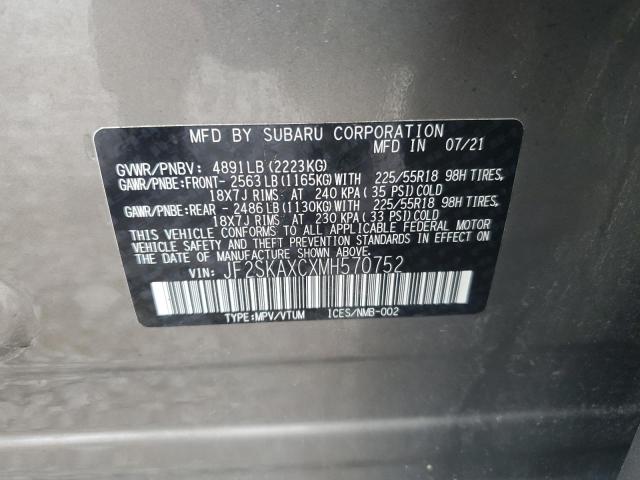 MFD BY SUBARU CORPORATION
MFD. IN 07/21
GVWR/PNBV: 4891LB(2223KG)
GAWR/PNBE:FRONT-2563LB(1165KG)WITH 225/55R18 98H TIRES,
18X7J RIMS AT 240 KPA(35 PSI)COLD
GAWR/PNBE:REAR -2486LB(1130KG)WITH 225/55R18 98H TIRES,
18X7J RIMS AT 230 KPA(33 PSI)COLD
THIS VEHICLE CONFORMS TO ALL APPLICABLE FEDERAL MOTOR
VEHICLE SAFETY AND THEFT PREVENTION STANDARDS IN EFFECT ON
THE DATE OF MANUFACTURE SHOWN ABOVE.
VIN: JF2SKAXCXMH570752
TYPE:MPV/VTUM ICES/NMB-002